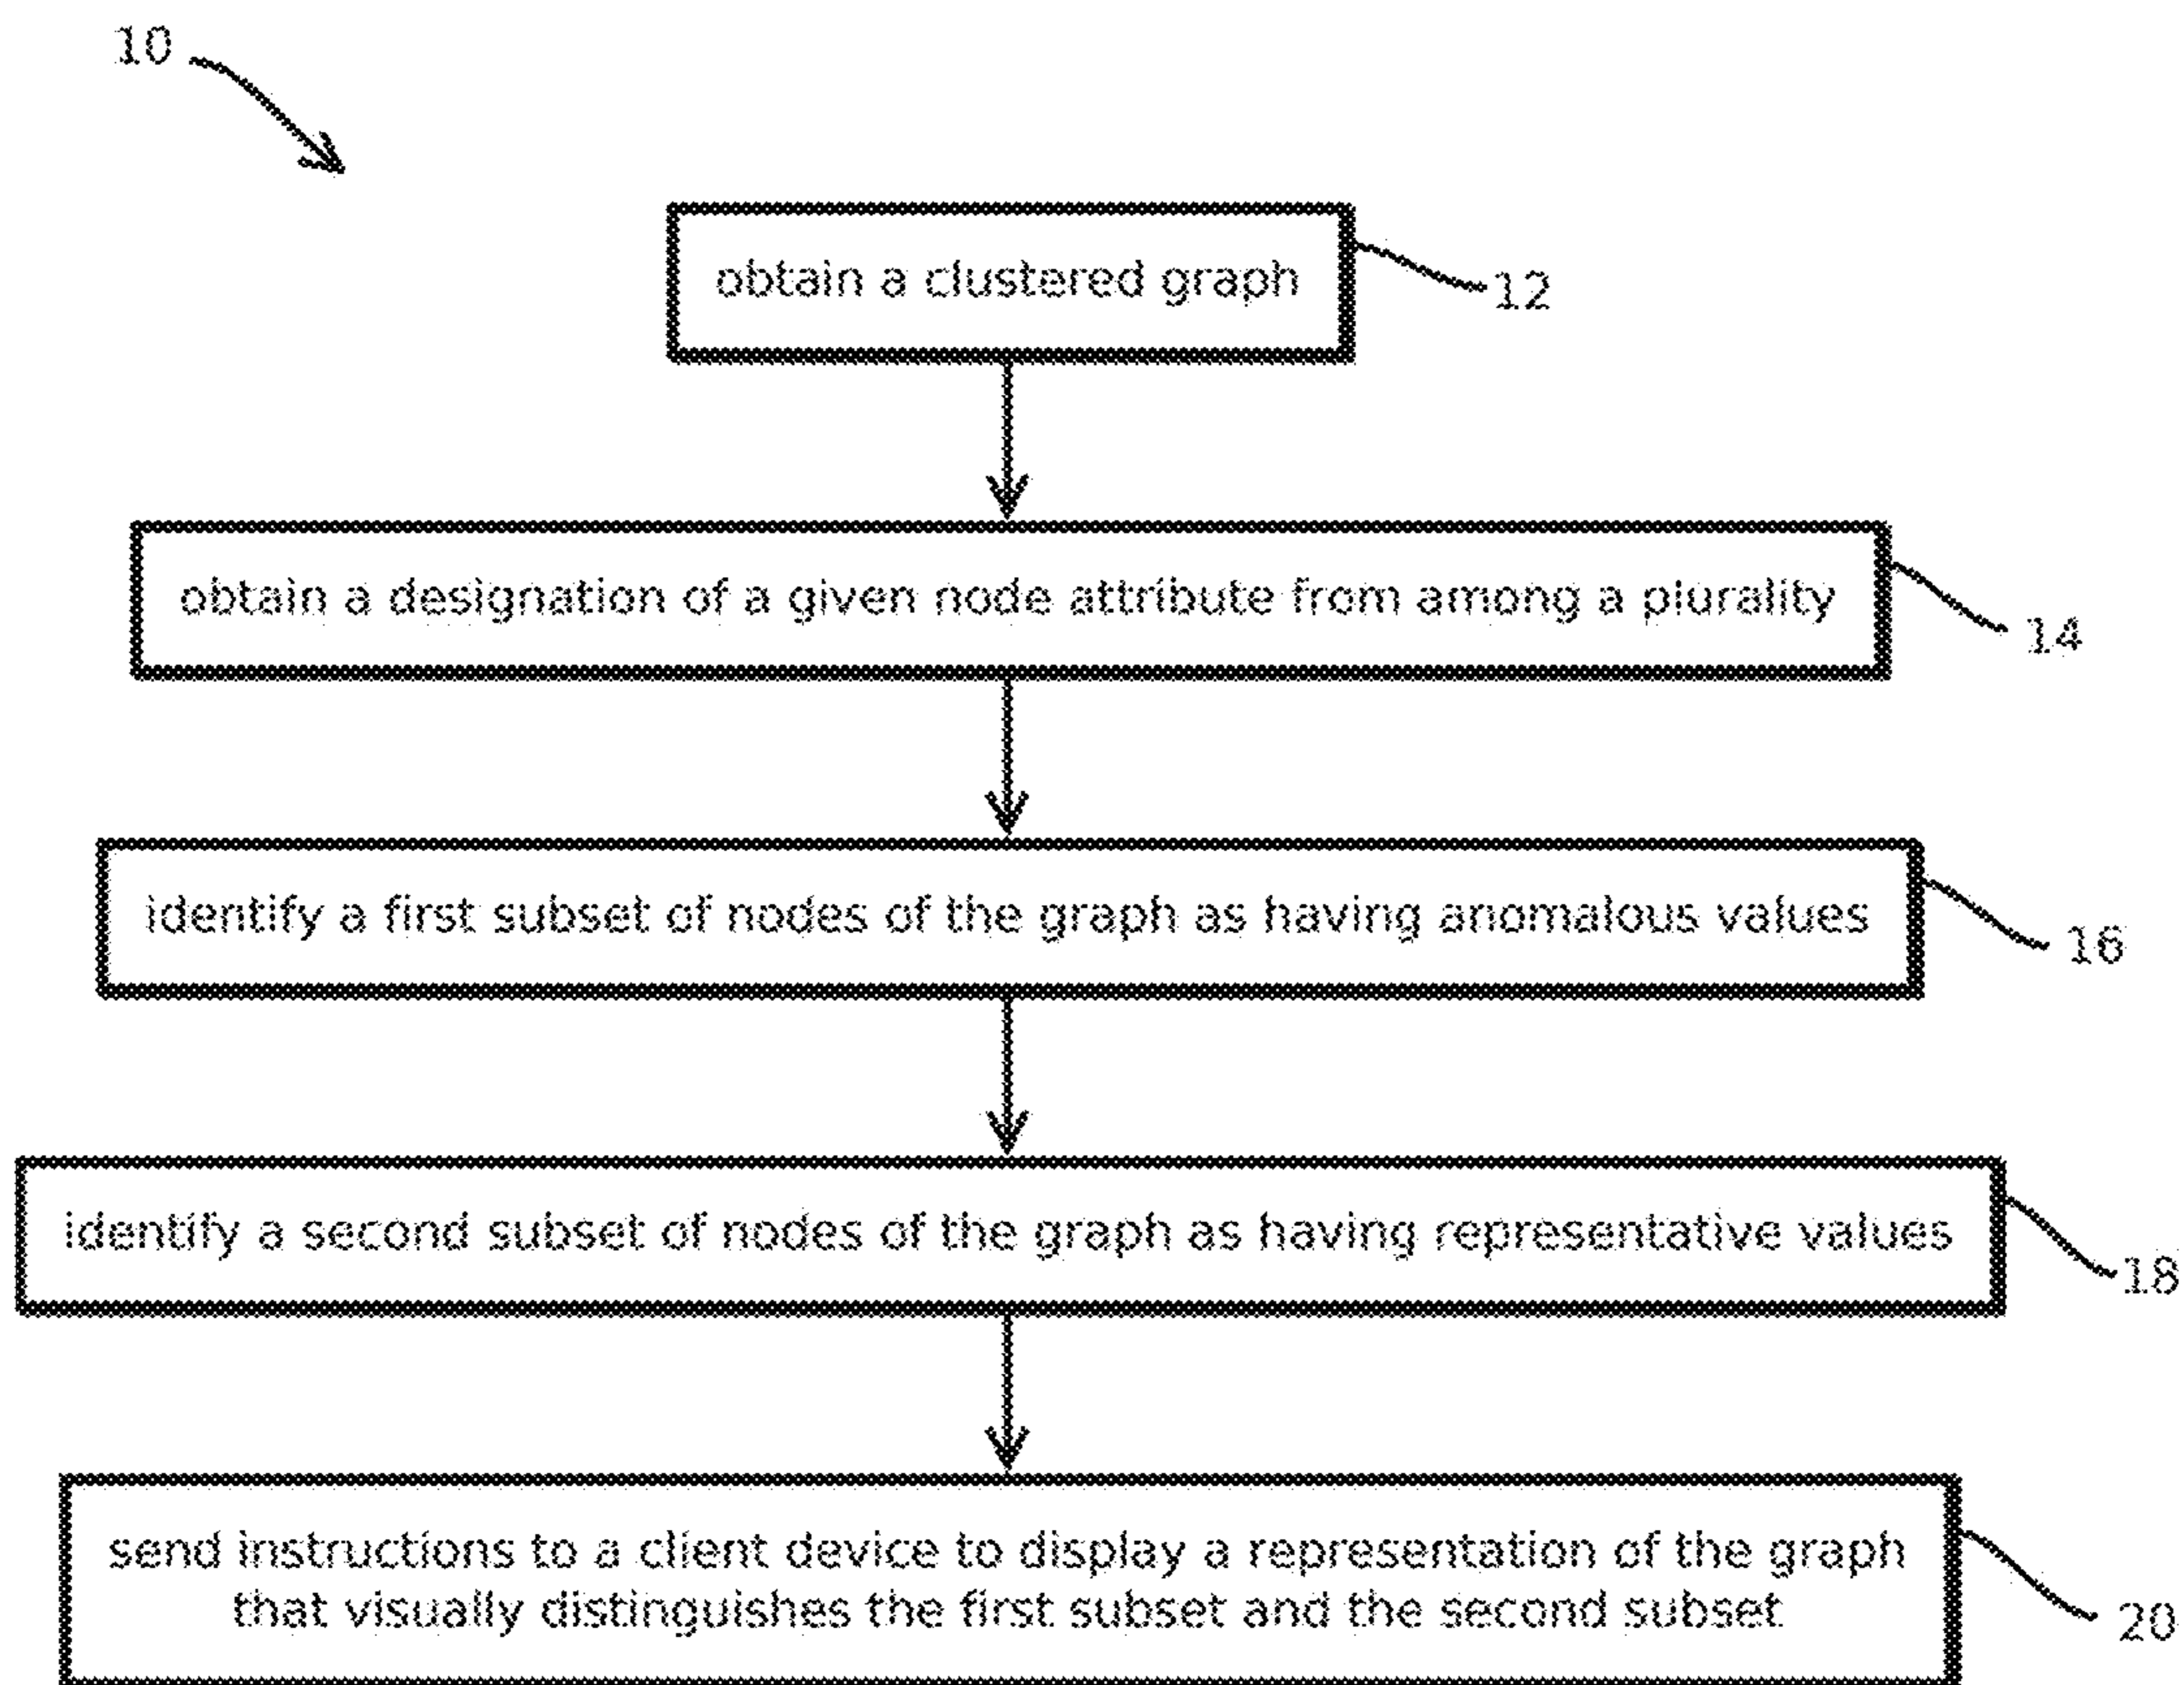 10
obtain a clustered graph
12
obtain a designation of a given node attribute from among a plurality
14
identify a first subset of nodes of the graph as having anomalous values
16
identify a second subset of nodes of the graph as having representative values
18
send instructions to a client device to display a representation of the graph
that visually distinguishes the first subset and the second subset
20